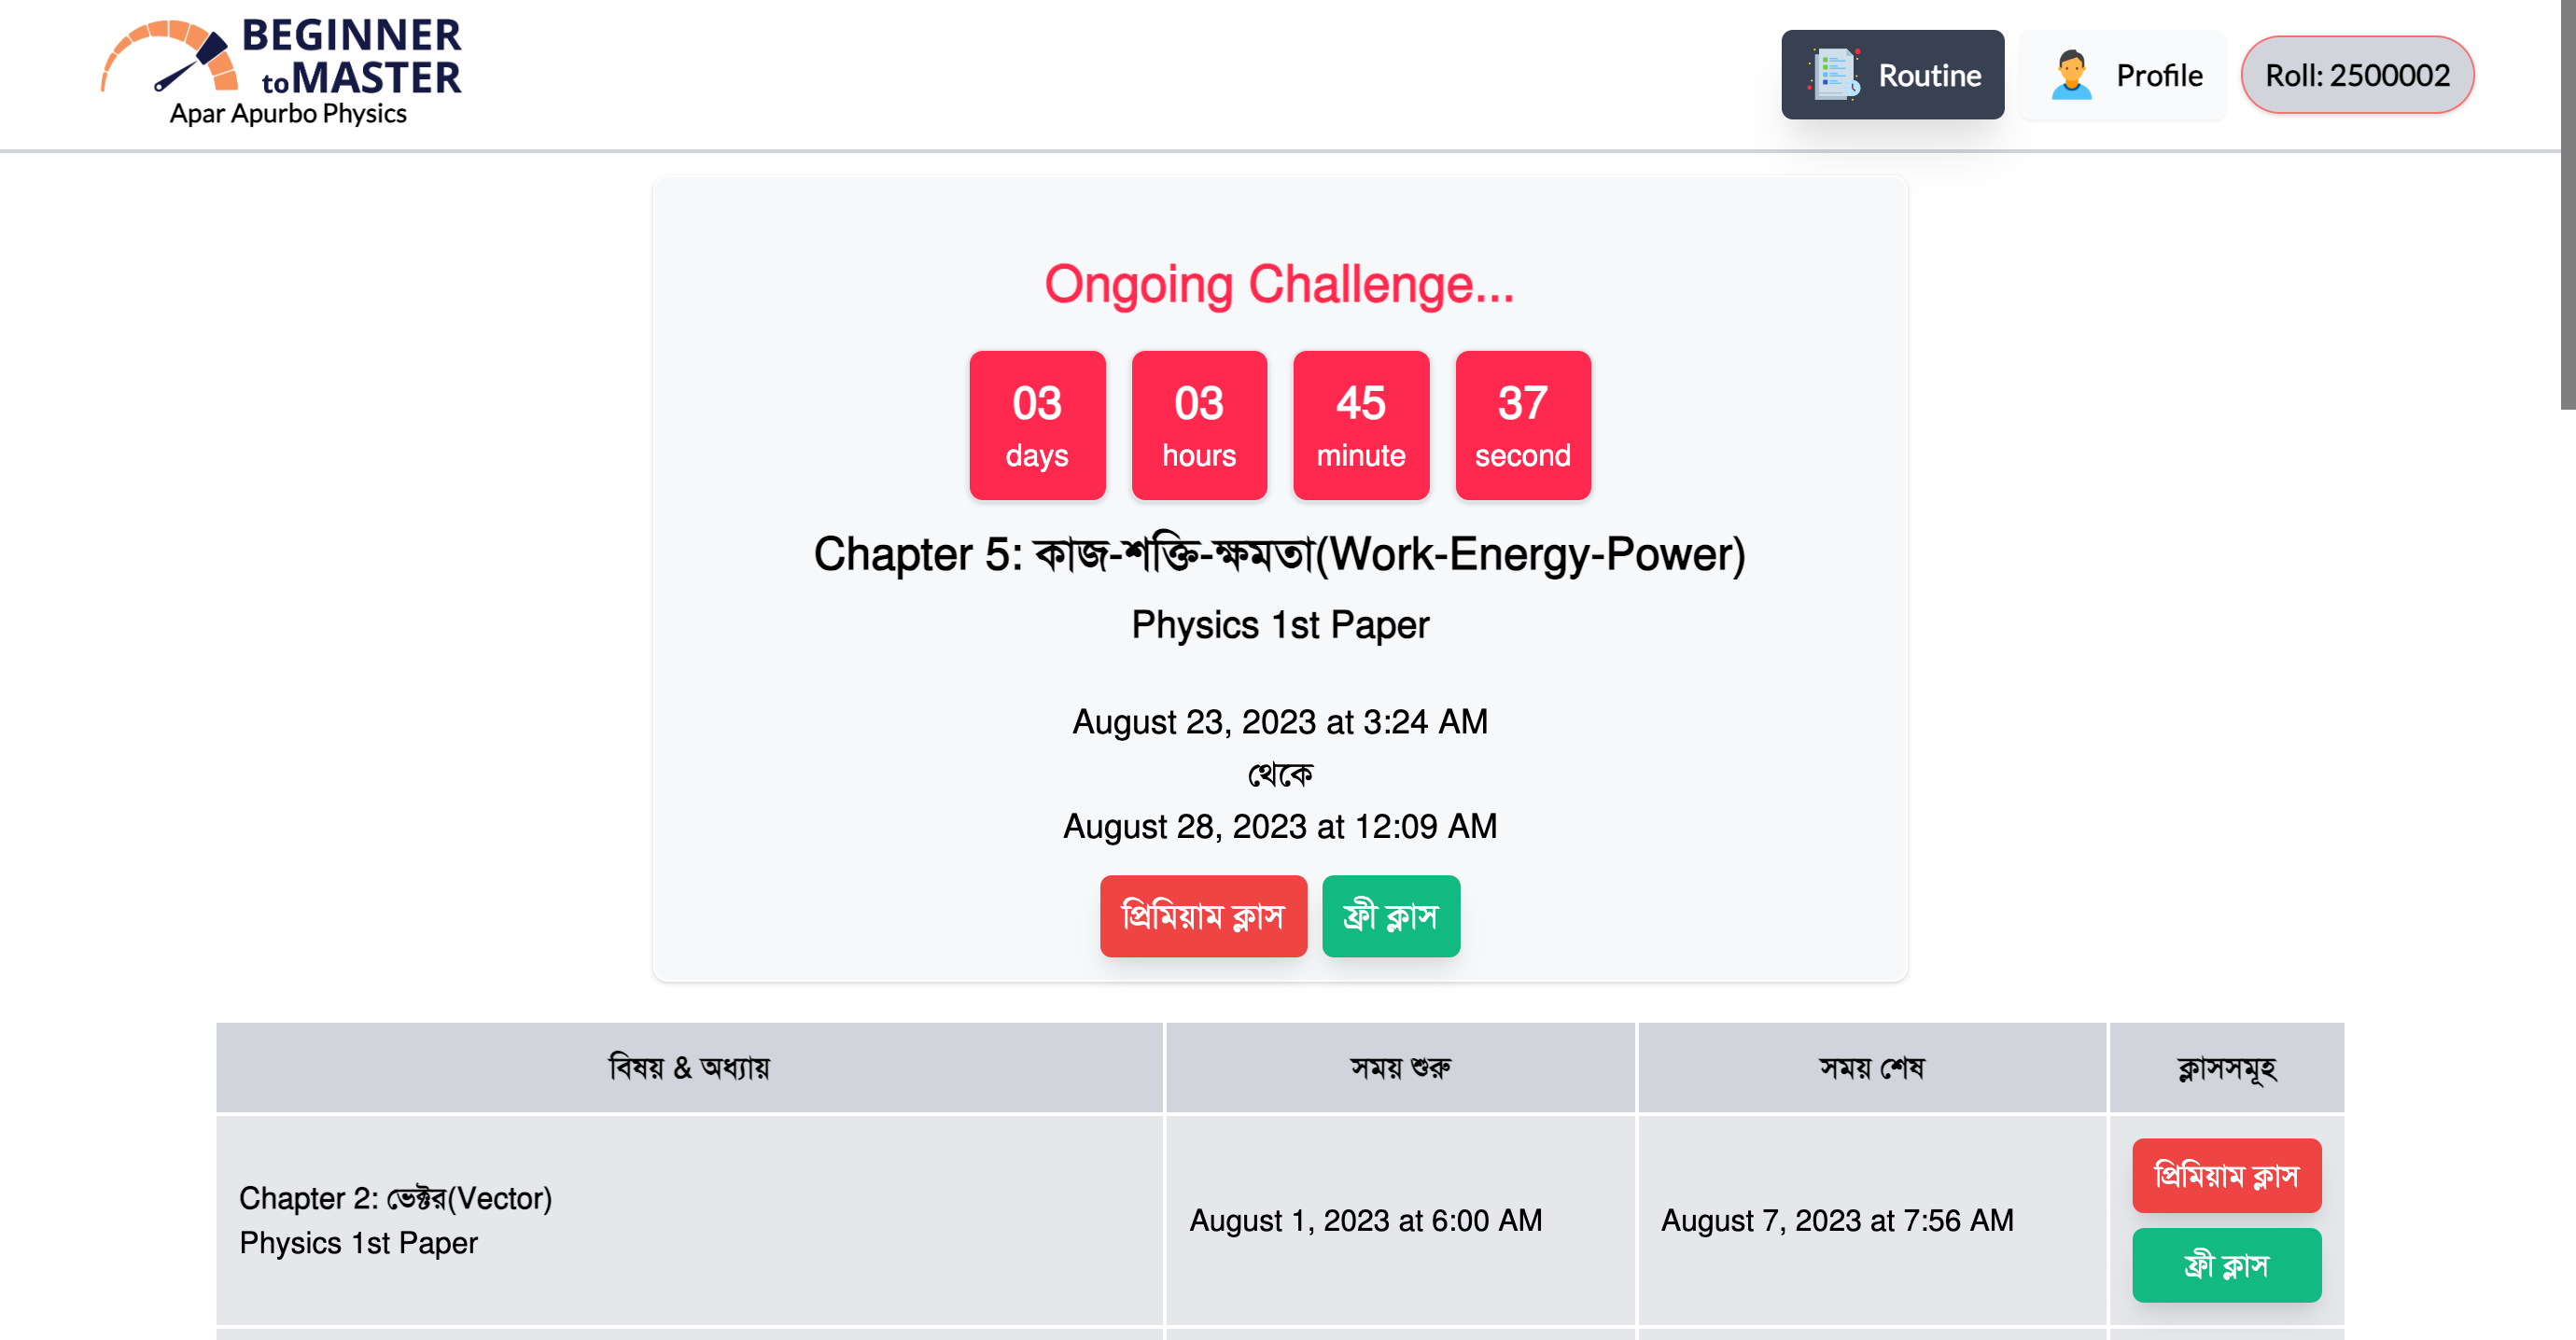 BEGINNER
toMASTER
Apar Apurbo Physics
Routine
Profile
Roll: 2500002
Ongoing Challenge...
03 03 45 37
days hours minute second
Chapter 5: কাজ-শক্তি-ক্ষমতা(Work-Energy-Power)
Physics 1st Paper
August 23, 2023 at 3:24 AM
থেকে
August 28, 2023 at 12:09 AM
প্রিমিয়াম ক্লাস ফ্রী ক্লাস
বিষয় & অধ্যায় সময় শুরু সময় শেষ ক্লাসসমূহ
Chapter 2: ভেক্টর(Vector)
Physics 1st Paper
August 1, 2023 at 6:00 AM
August 7, 2023 at 7:56 AM
প্রিমিয়াম ক্লাস
ফ্রী ক্লাস